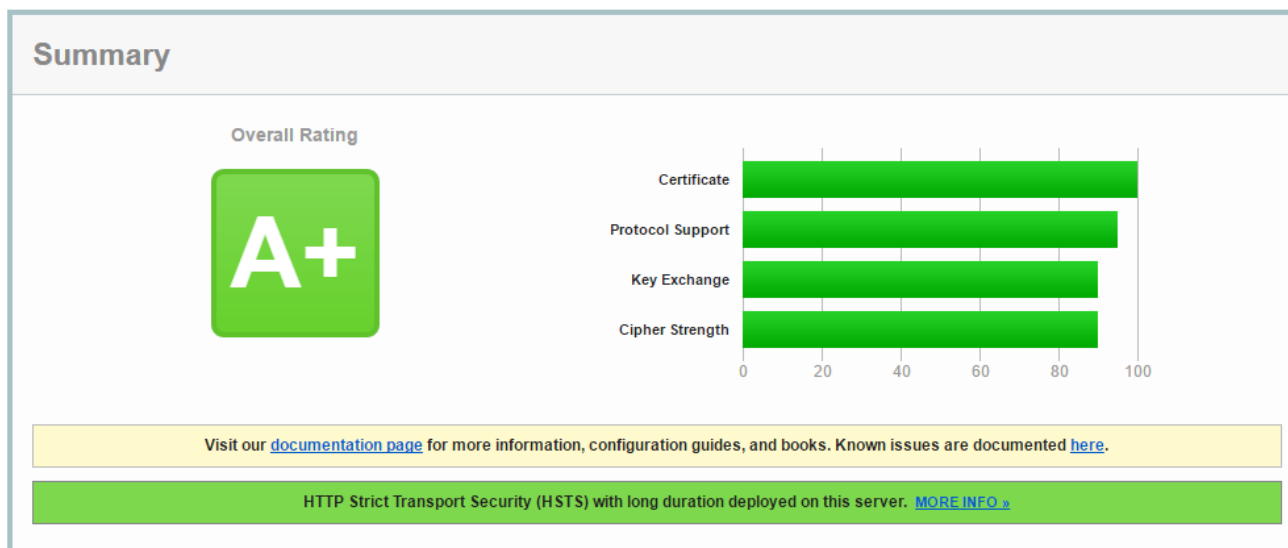 Summary
Overall Rating
A+
Certificate
Protocol Support
Key Exchange
Cipher Strength
0 20 40 60 80 100
Visit our documentation page for more information, configuration guides, and books. Known issues are documented here.
HTTP Strict Transport Security (HSTS) with long duration deployed on this server. MORE INFO »